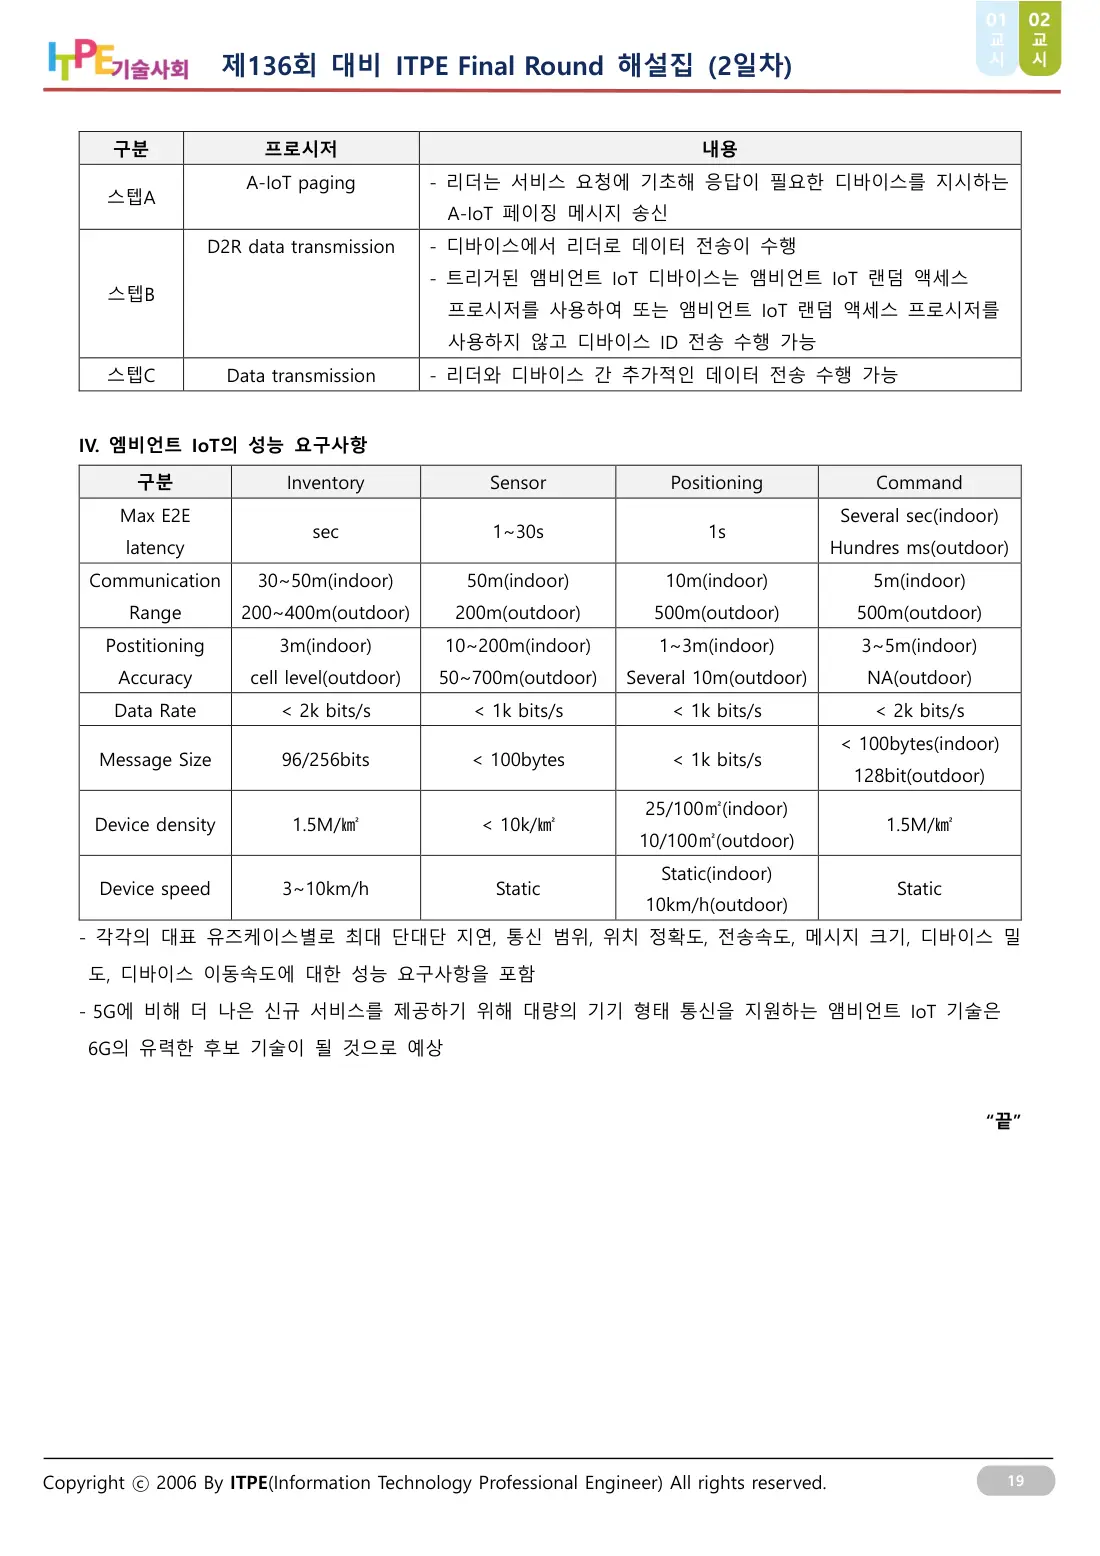 01 교시
02 교시
ITPE기술사회 제136회 대비 ITPE Final Round 해설집 (2일차)
구분 프로시저 내용
스텝A A-IoT paging - 리더는 서비스 요청에 기초해 응답이 필요한 디바이스를 지시하는
A-IoT 페이징 메시지 송신
스텝B D2R data transmission - 디바이스에서 리더로 데이터 전송이 수행
- 트리거된 앰비언트 IoT 디바이스는 앰비언트 IoT 랜덤 액세스
프로시저를 사용하여 또는 앰비언트 IoT 랜덤 액세스 프로시저를
사용하지 않고 디바이스 ID 전송 수행 가능
스텝C Data transmission - 리더와 디바이스 간 추가적인 데이터 전송 수행 가능
IV. 엠비언트 IoT의 성능 요구사항
구분 Inventory Sensor Positioning Command
Max E2E latency sec 1~30s 1s Several sec(indoor) Hundres ms(outdoor)
Communication Range 30~50m(indoor) 200~400m(outdoor) 50m(indoor) 200m(outdoor) 10m(indoor) 500m(outdoor) 5m(indoor) 500m(outdoor)
Postitioning Accuracy 3m(indoor) cell level(outdoor) 10~200m(indoor) 50~700m(outdoor) 1~3m(indoor) Several 10m(outdoor) 3~5m(indoor) NA(outdoor)
Data Rate < 2k bits/s < 1k bits/s < 1k bits/s < 2k bits/s
Message Size 96/256bits < 100bytes < 1k bits/s < 100bytes(indoor) 128bit(outdoor)
Device density 1.5M/㎢ < 10k/㎢ 25/100㎡(indoor) 10/100㎡(outdoor) 1.5M/㎢
Device speed 3~10km/h Static Static(indoor) 10km/h(outdoor) Static
- 각각의 대표 유즈케이스별로 최대 단대단 지연, 통신 범위, 위치 정확도, 전송속도, 메시지 크기, 디바이스 밀
도, 디바이스 이동속도에 대한 성능 요구사항을 포함
- 5G에 비해 더 나은 신규 서비스를 제공하기 위해 대량의 기기 형태 통신을 지원하는 앰비언트 IoT 기술은
6G의 유력한 후보 기술이 될 것으로 예상
“끝”
Copyright ⓒ 2006 By ITPE(Information Technology Professional Engineer) All rights reserved.
19